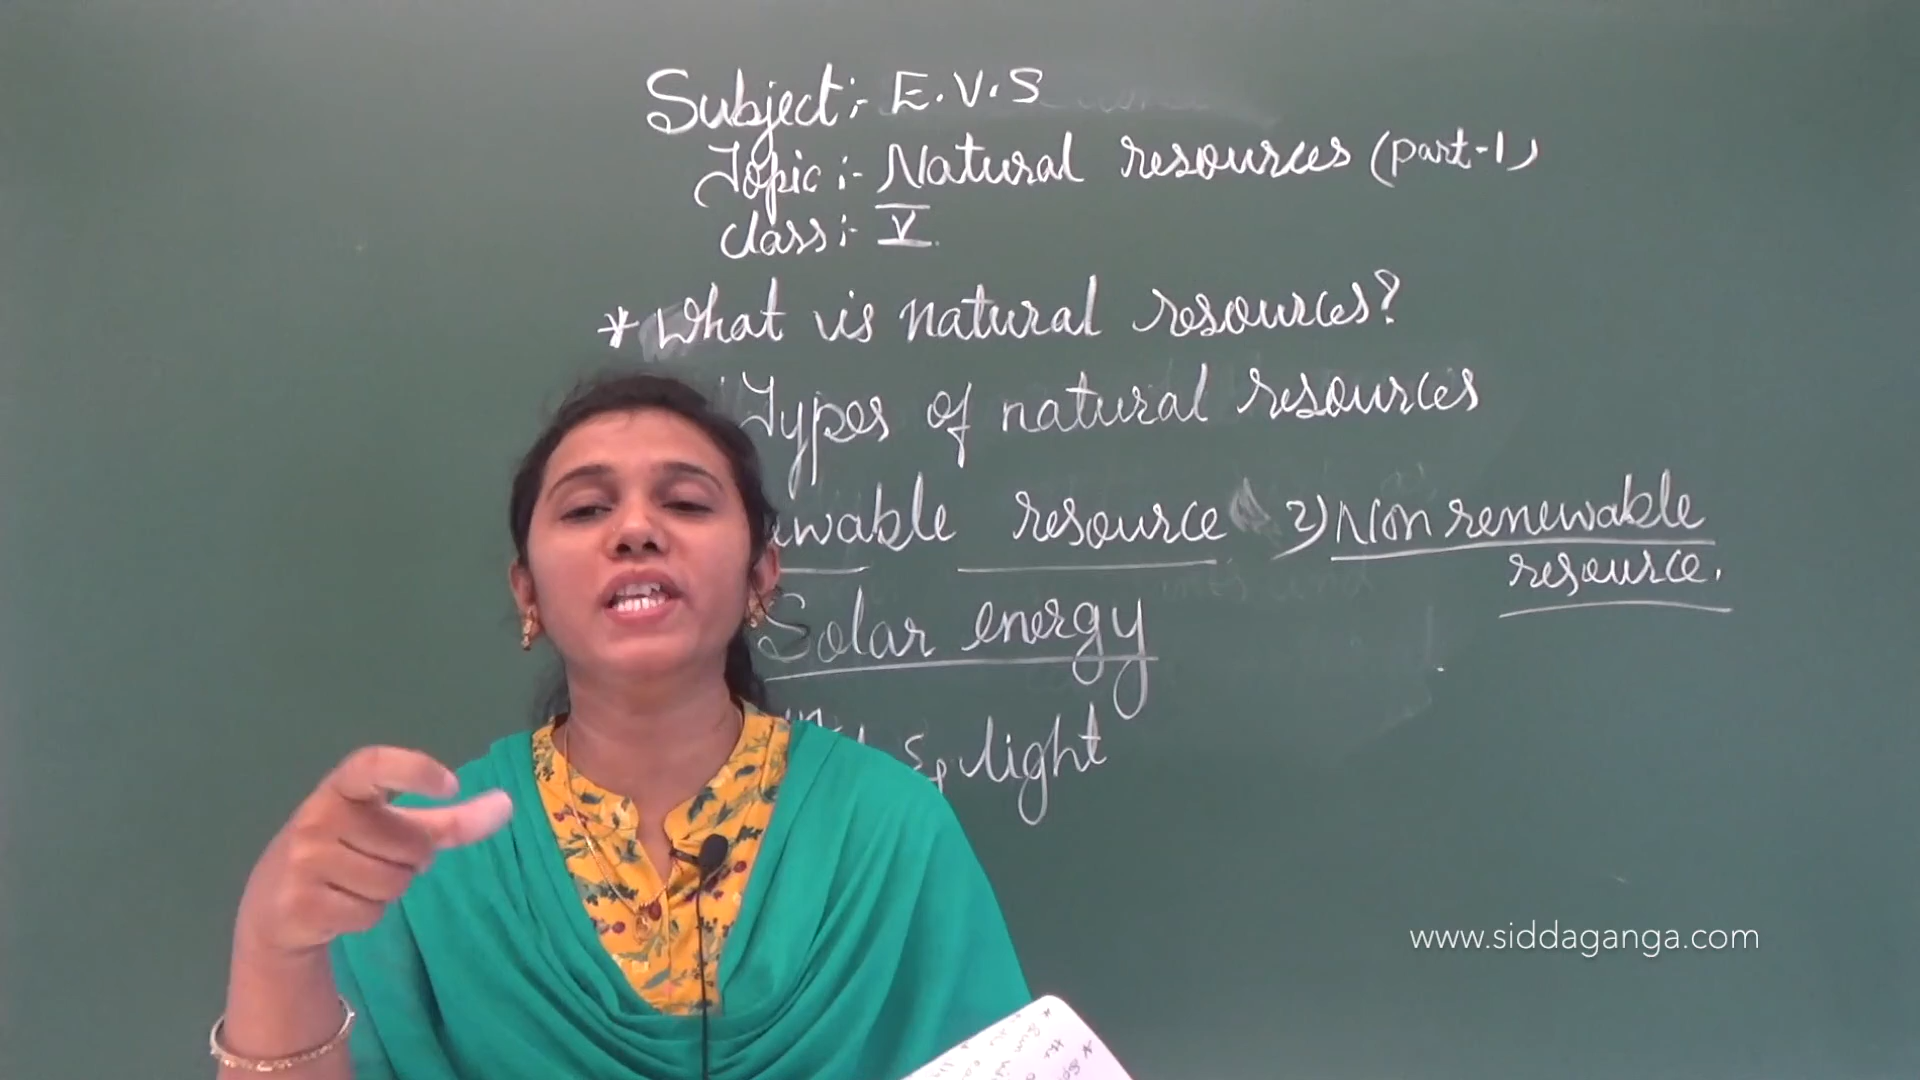 Subject:- E.V.S
Topic:- Natural resources (part-1)
class:- V
* What is natural resources?
Types of natural resources
resource 2) Non renewable
resource.
Solar energy
& light
www.siddaganga.com